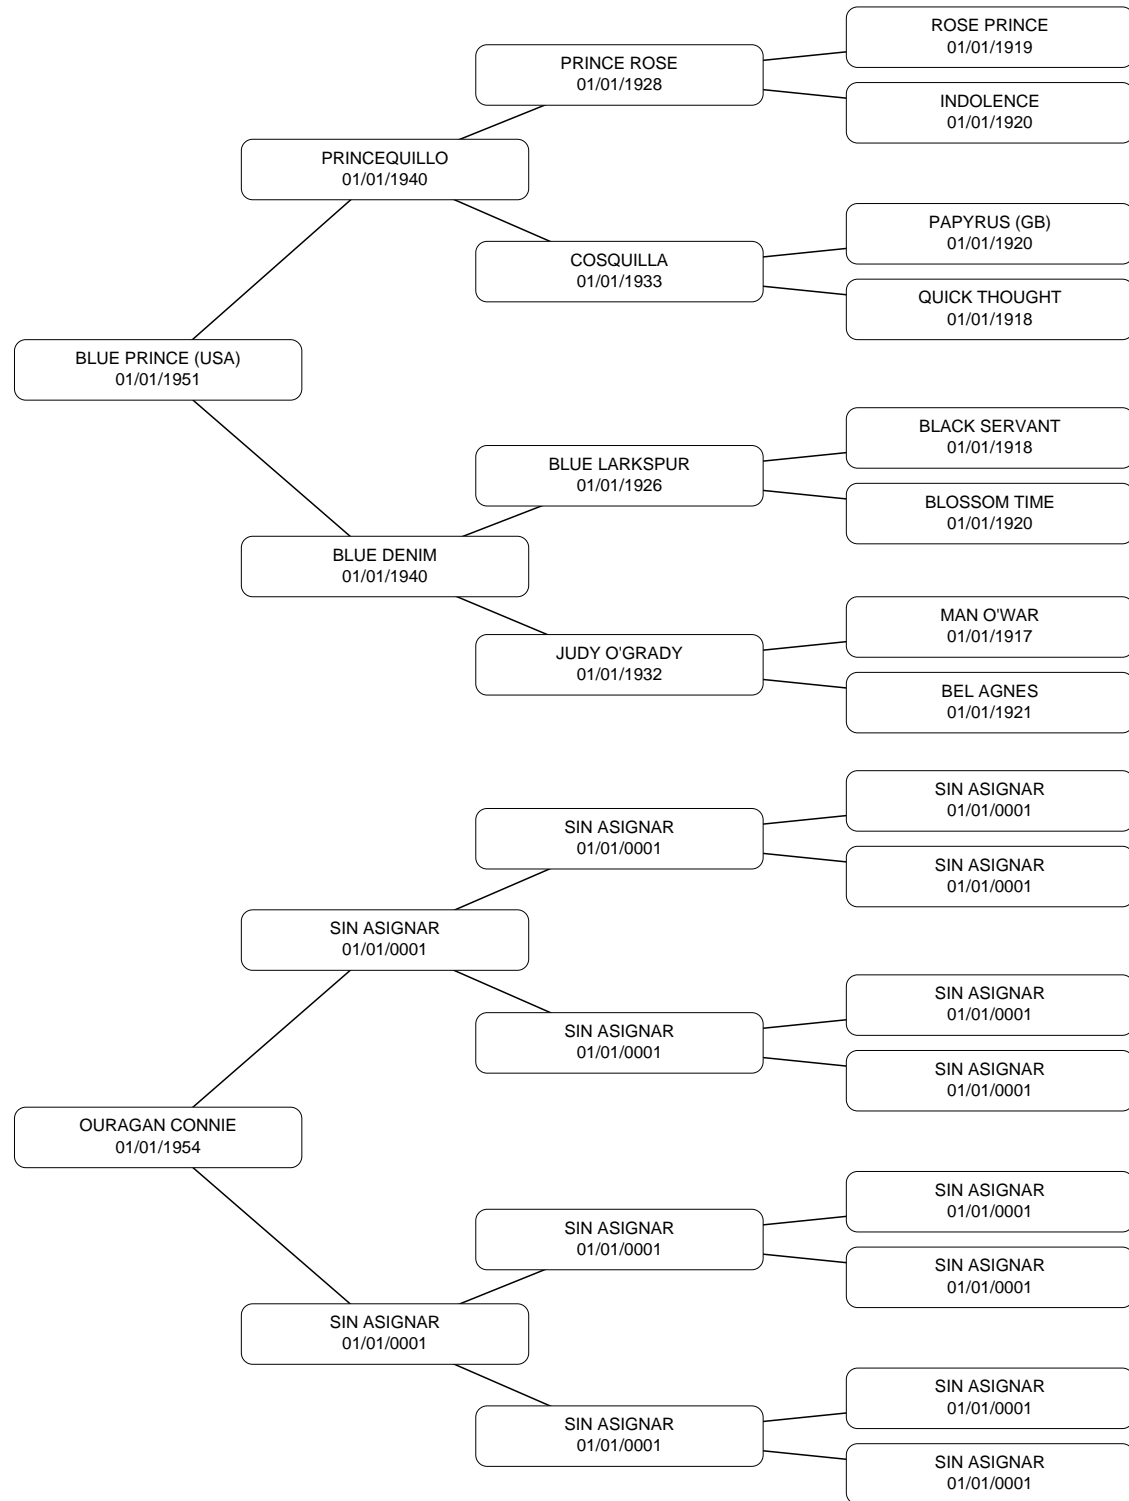 ROSE PRINCE
01/01/1919
PRINCE ROSE
01/01/1928
INDOLENCE
01/01/1920
PRINCEQUILLO
01/01/1940
PAPYRUS (GB)
01/01/1920
COSQUILLA
01/01/1933
QUICK THOUGHT
01/01/1918
BLUE PRINCE (USA)
01/01/1951
BLACK SERVANT
01/01/1918
BLUE LARKSPUR
01/01/1926
BLOSSOM TIME
01/01/1920
BLUE DENIM
01/01/1940
MAN O'WAR
01/01/1917
JUDY O'GRADY
01/01/1932
BEL AGNES
01/01/1921
SIN ASIGNAR
01/01/0001
SIN ASIGNAR
01/01/0001
SIN ASIGNAR
01/01/0001
SIN ASIGNAR
01/01/0001
SIN ASIGNAR
01/01/0001
SIN ASIGNAR
01/01/0001
SIN ASIGNAR
01/01/0001
OURAGAN CONNIE
01/01/1954
SIN ASIGNAR
01/01/0001
SIN ASIGNAR
01/01/0001
SIN ASIGNAR
01/01/0001
SIN ASIGNAR
01/01/0001
SIN ASIGNAR
01/01/0001
SIN ASIGNAR
01/01/0001
SIN ASIGNAR
01/01/0001